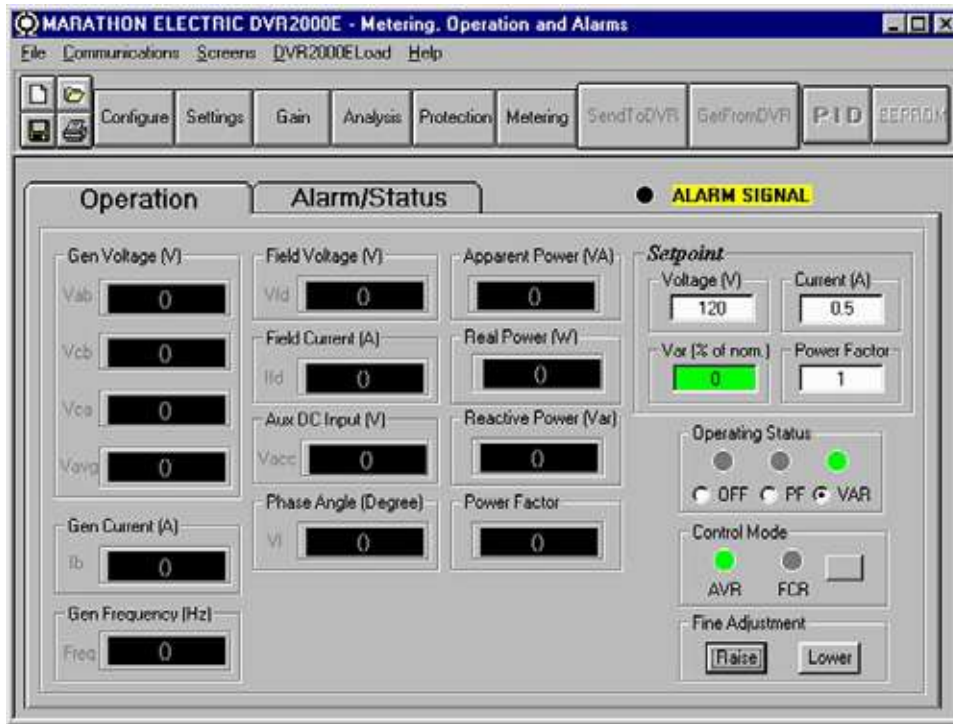 MARATHON ELECTRIC DVR2000E - Metering, Operation and Alarms
File Communications Screens DVR2000ELoad Help
Configure Settings Gain Analysis Protection Metering SendToDVR GetFromDVR PID EEPROM
Operation Alarm/Status ALARM SIGNAL
Gen Voltage (V)
Vab 0
Vcb 0
Vca 0
Vavg 0
Gen Current (A)
Ib 0
Gen Frequency (Hz)
Freq 0
Field Voltage (V)
Vfd 0
Field Current (A)
Ifd 0
Aux DC Input (V)
Vacc 0
Phase Angle (Degree)
VI 0
Apparent Power (VA)
0
Real Power (W)
0
Reactive Power (Var)
0
Power Factor
0
Setpoint
Voltage (V) Current (A)
120 0.5
Var (% of nom.) Power Factor
0 1
Operating Status
OFF PF VAR
Control Mode
AVR FCR
Fine Adjustment
Raise Lower